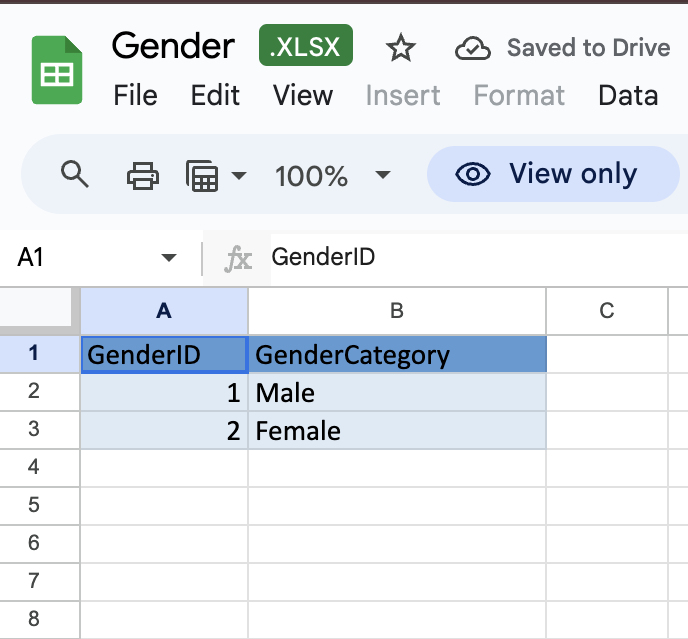 Gender .XLSX Saved to Drive
File Edit View Insert Format Data
100% View only
A1 fx GenderID
A B C
1 GenderID GenderCategory
2 1 Male
3 2 Female
4
5
6
7
8